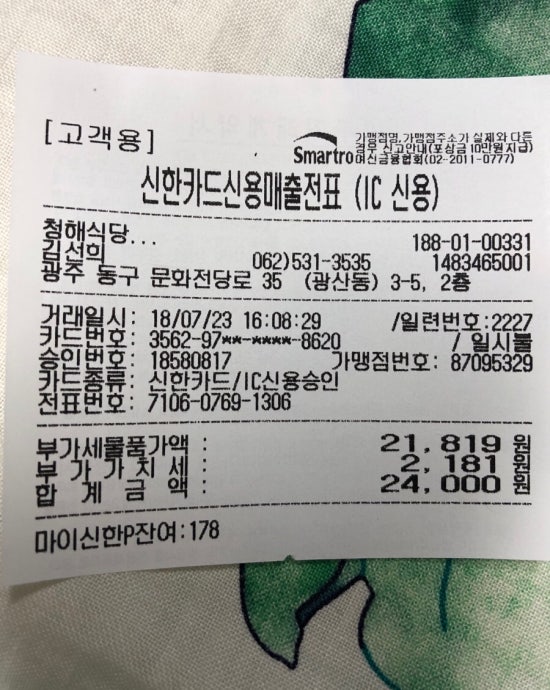 [고객용]
Smartro
가맹점명,가맹점주소가 실제와 다른
경우 신고안내(포상금 10만원지급)
여신금융협회(02-2011-0777)
신한카드신용매출전표 (IC 신용)
청해식당... 188-01-00331
김선희 062)531-3535 1483465001
광주 동구 문화전당로 35 (광산동) 3-5, 2층
거래일시: 18/07/23 16:08:29 /일련번호:2227
카드번호: 3562-97**-****-8620 / 일시불
승인번호: 18580817 가맹점번호: 87095329
카드종류: 신한카드/IC신용승인
전표번호: 7106-0769-1306
부가세물품가액 : 21,819 원
부 가 가 치 세 : 2,181 원
합 계 금 액 : 24,000 원
마이신한P잔여:178